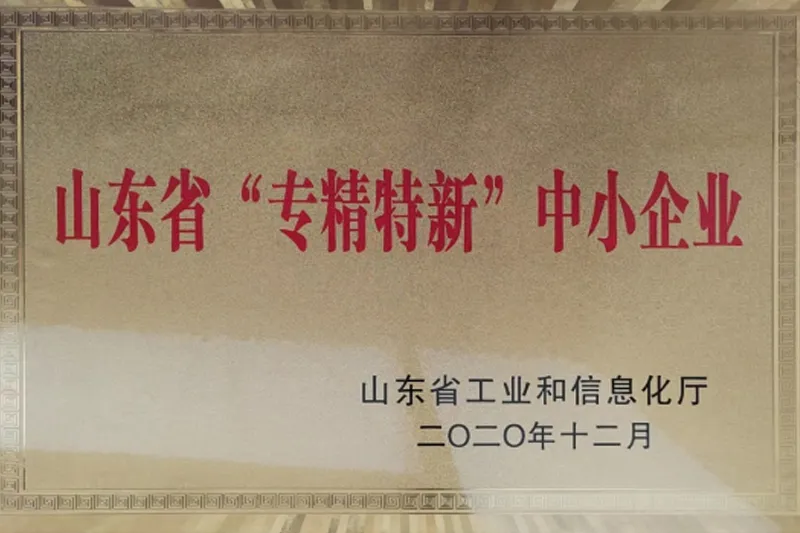 山东省“专精特新”中小企业
山东省工业和信息化厅
二〇二〇年十二月